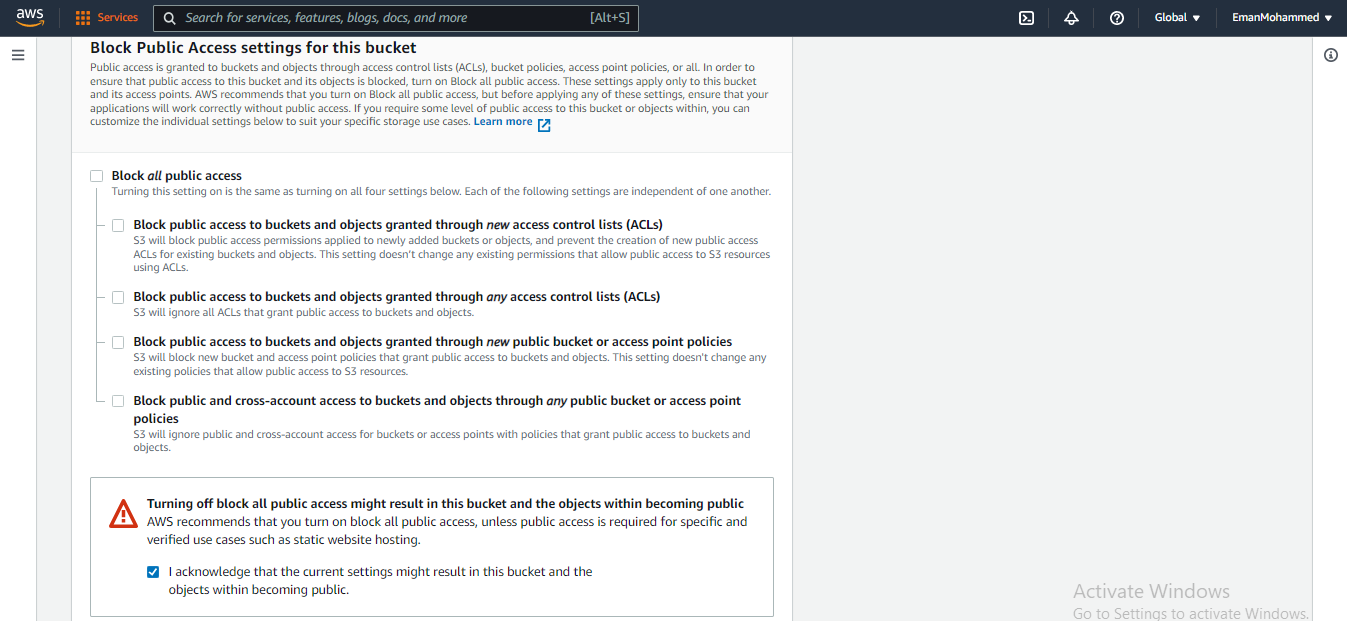 aws
Services
Search for services, features, blogs, docs, and more
[Alt+S]
Global
EmanMohammed
Block Public Access settings for this bucket
Public access is granted to buckets and objects through access control lists (ACLs), bucket policies, access point policies, or all. In order to
ensure that public access to this bucket and its objects is blocked, turn on Block all public access. These settings apply only to this bucket
and its access points. AWS recommends that you turn on Block all public access, but before applying any of these settings, ensure that your
applications will work correctly without public access. If you require some level of public access to this bucket or objects within, you can
customize the individual settings below to suit your specific storage use cases. Learn more
Block all public access
Turning this setting on is the same as turning on all four settings below. Each of the following settings are independent of one another.
Block public access to buckets and objects granted through new access control lists (ACLs)
S3 will block public access permissions applied to newly added buckets or objects, and prevent the creation of new public access
ACLs for existing buckets and objects. This setting doesn't change any existing permissions that allow public access to S3 resources
using ACLs.
Block public access to buckets and objects granted through any access control lists (ACLs)
S3 will ignore all ACLs that grant public access to buckets and objects.
Block public access to buckets and objects granted through new public bucket or access point policies
S3 will block new bucket and access point policies that grant public access to buckets and objects. This setting doesn't change any
existing policies that allow public access to S3 resources.
Block public and cross-account access to buckets and objects through any public bucket or access point
policies
S3 will ignore public and cross-account access for buckets or access points with policies that grant public access to buckets and
objects.
Turning off block all public access might result in this bucket and the objects within becoming public
AWS recommends that you turn on block all public access, unless public access is required for specific and
verified use cases such as static website hosting.
I acknowledge that the current settings might result in this bucket and the
objects within becoming public.
Activate Windows
Go to Settings to activate Windows.